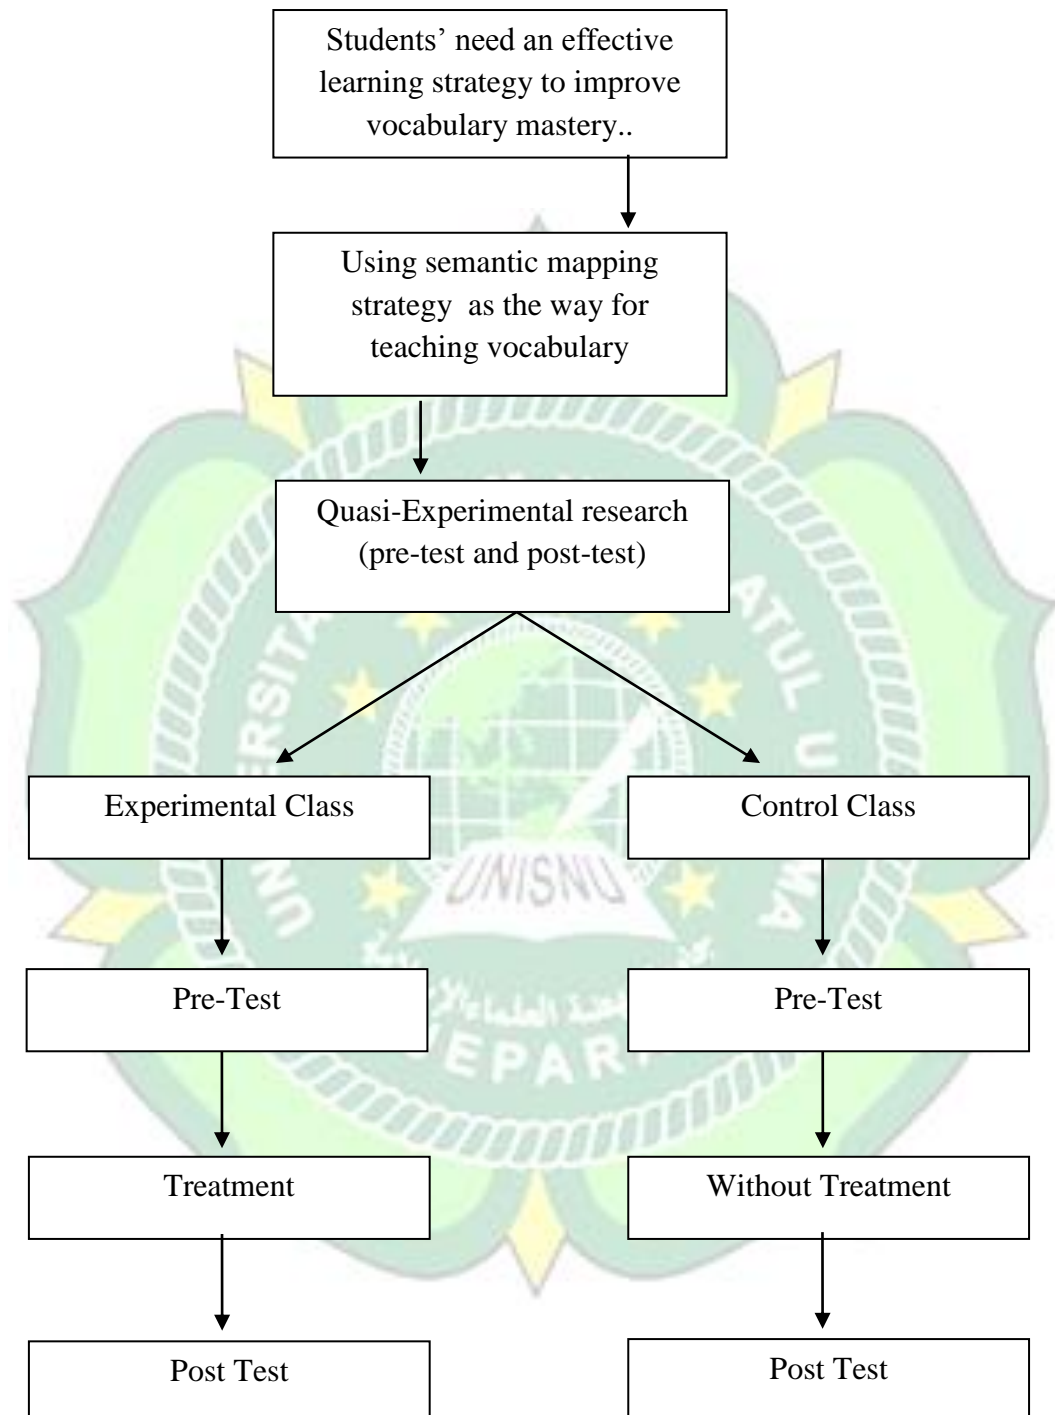 Students’ need an effective
learning strategy to improve
vocabulary mastery..
Using semantic mapping
strategy as the way for
teaching vocabulary
Quasi-Experimental research
(pre-test and post-test)
Experimental Class
Control Class
UNISNU
Pre-Test
Pre-Test
Treatment
Without Treatment
Post Test
Post Test